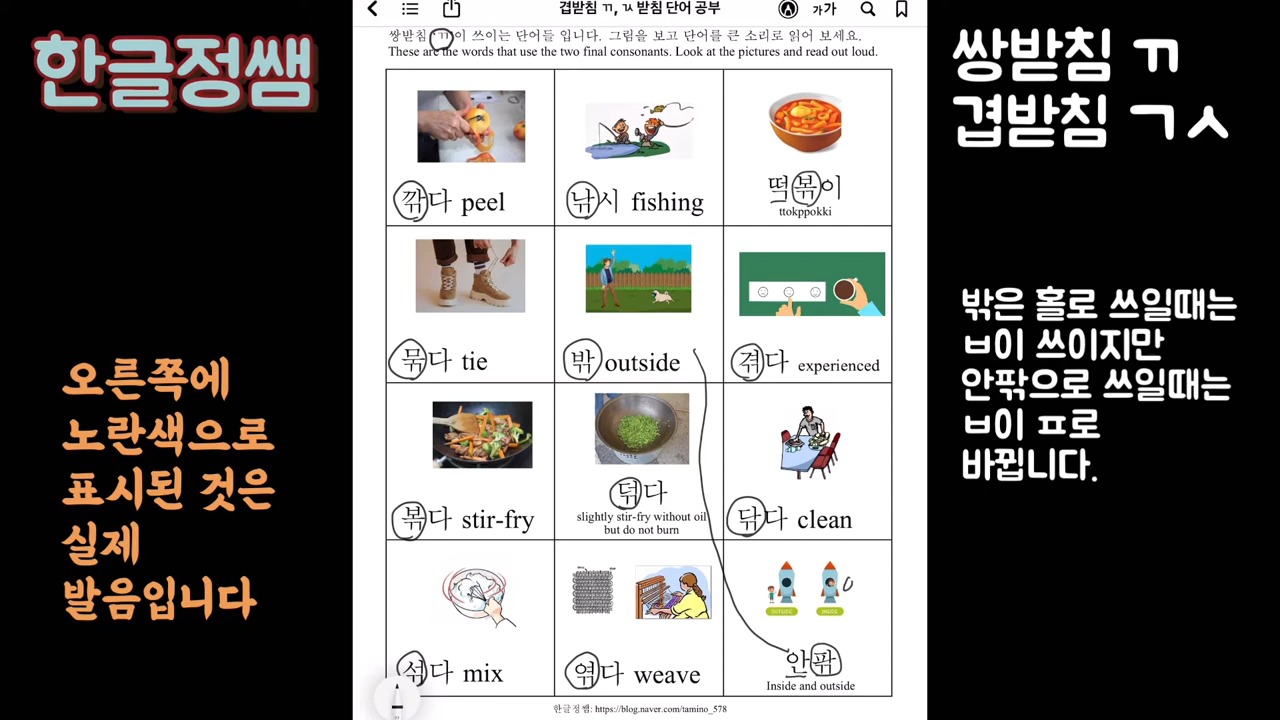 한글정쌤
오른쪽에
노란색으로
표시된 것은
실제
발음입니다
겹받침 ㄲ, ㄳ 받침 단어 공부
가가
쌍받침 'ㄲ'이 쓰이는 단어들 입니다. 그림을 보고 단어를 큰 소리로 읽어 보세요.
These are the words that use the two final consonants. Look at the pictures and read out loud.
깎다 peel
낚시 fishing
떡볶이
ttokppokki
묶다 tie
밖 outside
겪다 experienced
볶다 stir-fry
덖다
slightly stir-fry without oil
but do not burn
닦다 clean
섞다 mix
엮다 weave
OUTSIDE
INSIDE
안팎
Inside and outside
한글정쌤: https://blog.naver.com/tamino_578
쌍받침 ㄲ
겹받침 ㄱㅅ
밖은 홀로 쓰일때는
ㅂ이 쓰이지만
안팎으로 쓰일때는
ㅂ이 ㅍ로
바뀝니다.